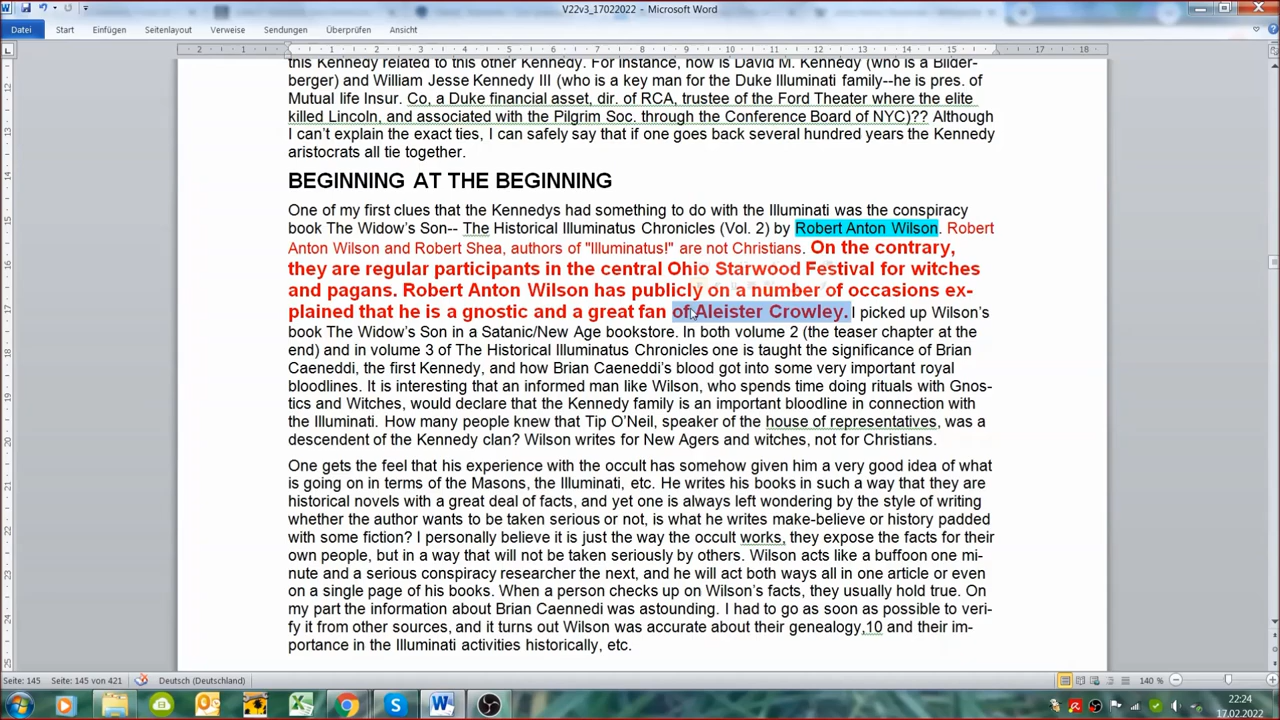 V22v3_17022022 - Microsoft Word
Datei Start Einfügen Seitenlayout Verweise Sendungen Überprüfen Ansicht
2 1 1 2 3 4 5 6 7 8 9 10 11 12 13 14 15 16 17 18
this Kennedy related to this other Kennedy. For instance, how is David M. Kennedy (who is a Bilder-
berger) and William Jesse Kennedy III (who is a key man for the Duke Illuminati family--he is pres. of
Mutual life Insur. Co, a Duke financial asset, dir. of RCA, trustee of the Ford Theater where the elite
killed Lincoln, and associated with the Pilgrim Soc. through the Conference Board of NYC)?? Although
I can't explain the exact ties, I can safely say that if one goes back several hundred years the Kennedy
aristocrats all tie together.
BEGINNING AT THE BEGINNING
One of my first clues that the Kennedys had something to do with the Illuminati was the conspiracy
book The Widow's Son-- The Historical Illuminatus Chronicles (Vol. 2) by Robert Anton Wilson. Robert
Anton Wilson and Robert Shea, authors of "Illuminatus!" are not Christians. On the contrary,
they are regular participants in the central Ohio Starwood Festival for witches
and pagans. Robert Anton Wilson has publicly on a number of occasions ex-
plained that he is a gnostic and a great fan of Aleister Crowley. I picked up Wilson's
book The Widow's Son in a Satanic/New Age bookstore. In both volume 2 (the teaser chapter at the
end) and in volume 3 of The Historical Illuminatus Chronicles one is taught the significance of Brian
Caeneddi, the first Kennedy, and how Brian Caeneddi's blood got into some very important royal
bloodlines. It is interesting that an informed man like Wilson, who spends time doing rituals with Gnos-
tics and Witches, would declare that the Kennedy family is an important bloodline in connection with
the Illuminati. How many people knew that Tip O'Neil, speaker of the house of representatives, was a
descendent of the Kennedy clan? Wilson writes for New Agers and witches, not for Christians.
One gets the feel that his experience with the occult has somehow given him a very good idea of what
is going on in terms of the Masons, the Illuminati, etc. He writes his books in such a way that they are
historical novels with a great deal of facts, and yet one is always left wondering by the style of writing
whether the author wants to be taken serious or not, is what he writes make-believe or history padded
with some fiction? I personally believe it is just the way the occult works, they expose the facts for their
own people, but in a way that will not be taken seriously by others. Wilson acts like a buffoon one mi-
nute and a serious conspiracy researcher the next, and he will act both ways all in one article or even
on a single page of his books. When a person checks up on Wilson's facts, they usually hold true. On
my part the information about Brian Caennedi was astounding. I had to go as soon as possible to veri-
fy it from other sources, and it turns out Wilson was accurate about their genealogy,10 and their im-
portance in the Illuminati activities historically, etc.
Seite: 145 Seite: 145 von 421 Deutsch (Deutschland) 140 %
22:24
17.02.2022